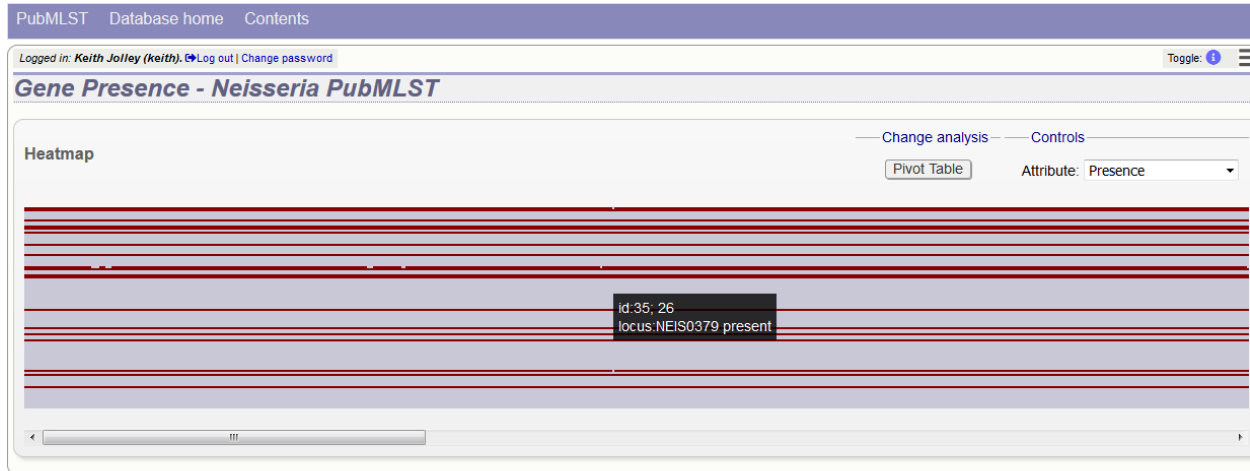 PubMLST Database home Contents
Logged in: Keith Jolley (keith). Log out | Change password
Toggle:
Gene Presence - Neisseria PubMLST
Change analysis Controls
Heatmap
Pivot Table Attribute: Presence
id:35; 26
locus:NEIS0379 present